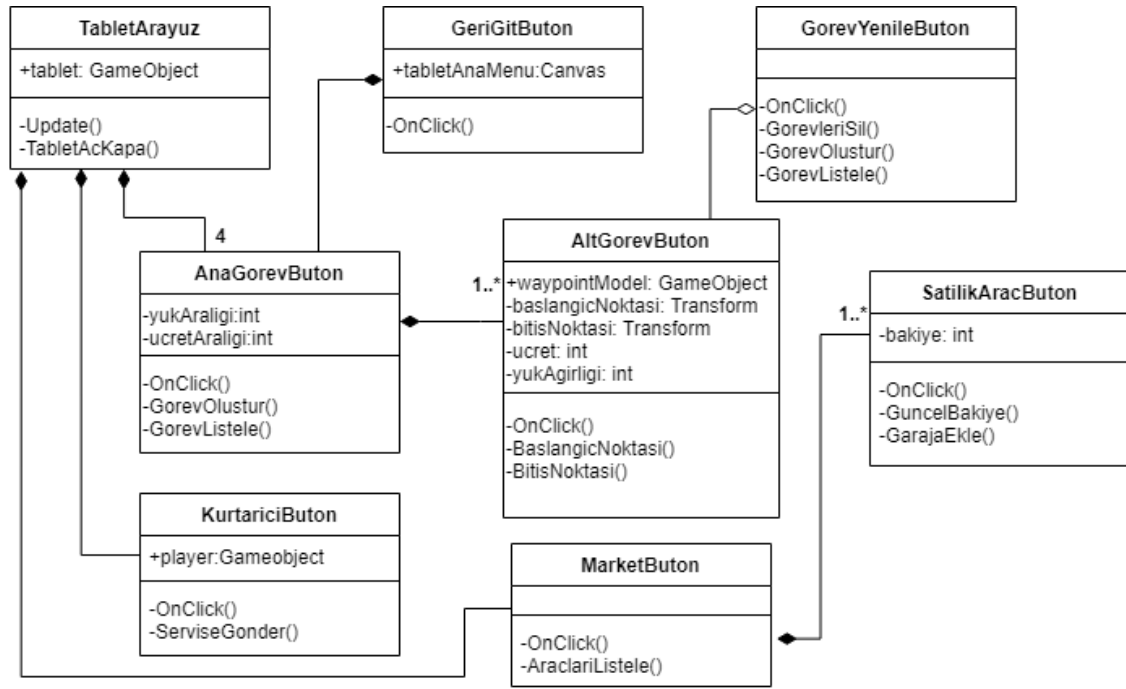 TabletArayuz
+tablet: GameObject
-Update()
-TabletAcKapa()
GeriGitButon
+tabletAnaMenu:Canvas
-OnClick()
GorevYenileButon
-OnClick()
-GorevleriSil()
-GorevOlustur()
-GorevListele()
4
AnaGorevButon
-yukAraligi:int
-ucretAraligi:int
-OnClick()
-GorevOlustur()
-GorevListele()
1..*
AltGorevButon
+waypointModel: GameObject
-baslangicNoktasi: Transform
-bitisNoktasi: Transform
-ucret: int
-yukAgirligi: int
-OnClick()
-BaslangicNoktasi()
-BitisNoktasi()
1..*
SatilikAracButon
-bakiye: int
-OnClick()
-GuncelBakiye()
-GarajaEkle()
KurtariciButon
+player:Gameobject
-OnClick()
-ServiseGonder()
MarketButon
-OnClick()
-AraclariListele()